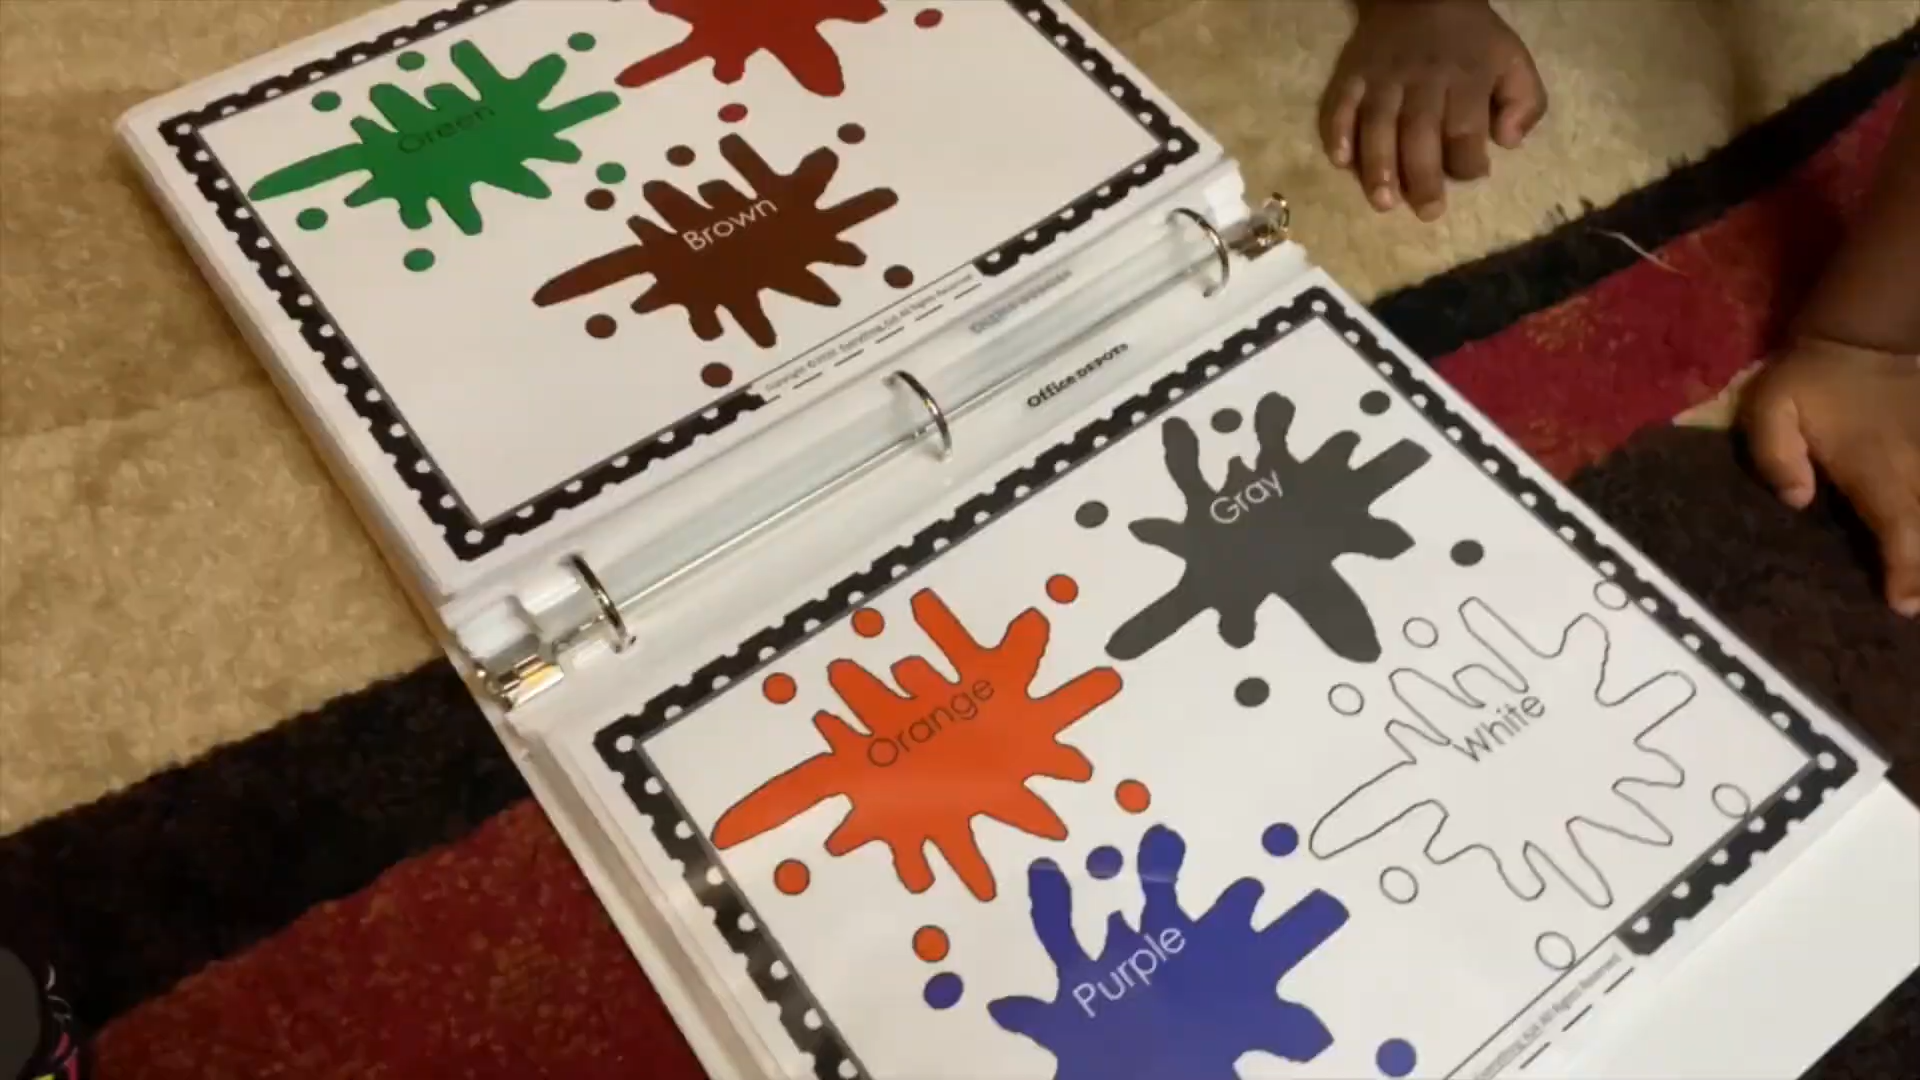 Green
Brown
Office DEPOT
Gray
Orange
White
Purple